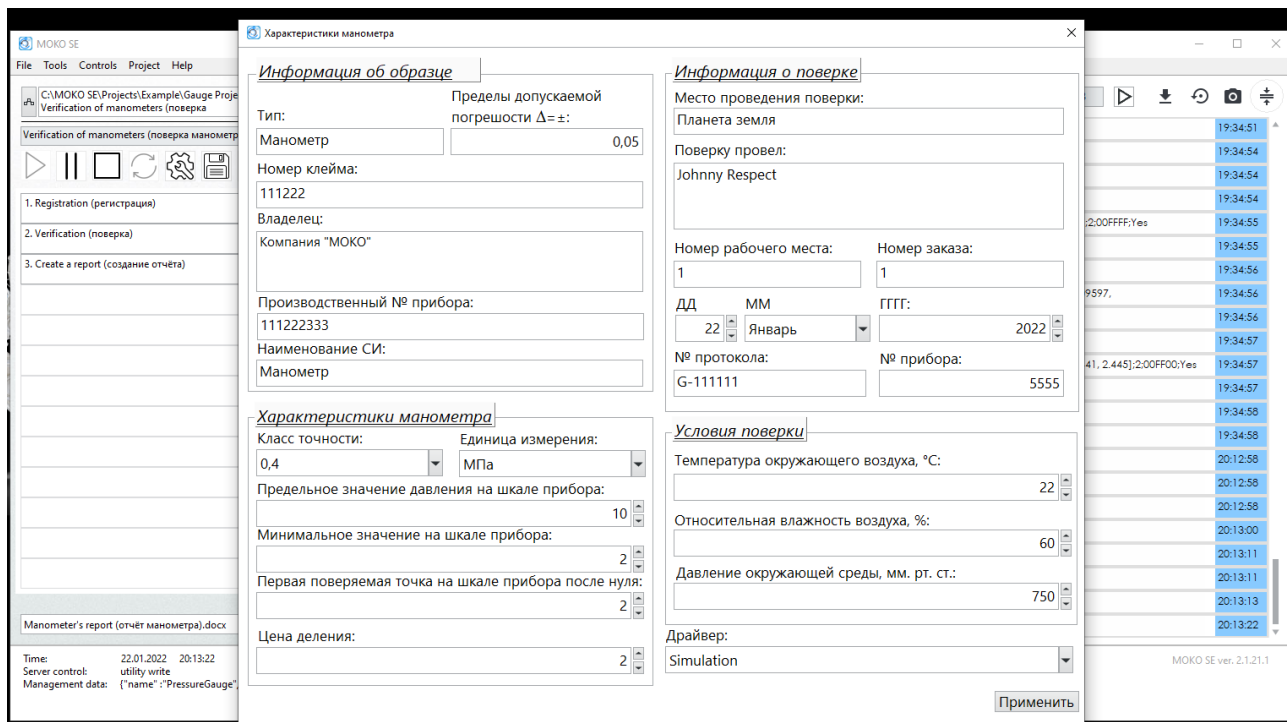 MOKO SE
File Tools Controls Project Help
C:\MOKO SE\Projects\Example\Gauge Proje
Verification of manometers (поверка
Verification of manometers (поверка манометр
1. Registration (регистрация)
2. Verification (поверка)
3. Create a report (создание отчёта)
Manometer's report (отчёт манометра).docx
Time: 22.01.2022 20:13:22
Server control: utility write
Management data: {"name" :"PressureGauge",
Характеристики манометра
Информация об образце
Пределы допускаемой
Тип: погрешости Δ=±:
Манометр 0,05
Номер клейма:
111222
Владелец:
Компания "МОКО"
Производственный № прибора:
111222333
Наименование СИ:
Манометр
Характеристики манометра
Класс точности: Единица измерения:
0,4 МПа
Предельное значение давления на шкале прибора:
10
Минимальное значение на шкале прибора:
2
Первая поверяемая точка на шкале прибора после нуля:
2
Цена деления:
2
Информация о поверке
Место проведения поверки:
Планета земля
Поверку провел:
Johnny Respect
Номер рабочего места: Номер заказа:
1 1
ДД ММ ГГГГ:
22 Январь 2022
№ протокола: № прибора:
G-111111 5555
Условия поверки
Температура окружающего воздуха, °C:
22
Относительная влажность воздуха, %:
60
Давление окружающей среды, мм. рт. ст.:
750
Драйвер:
Simulation
Применить
19:34:51
19:34:54
19:34:54
19:34:54
;2;00FFFF;Yes 19:34:55
19:34:55
19:34:56
9597, 19:34:56
19:34:56
19:34:57
41, 2.445];2;00FF00;Yes 19:34:57
19:34:57
19:34:58
19:34:58
20:12:58
20:12:58
20:12:58
20:13:00
20:13:11
20:13:11
20:13:13
20:13:22
MOKO SE ver. 2.1.21.1